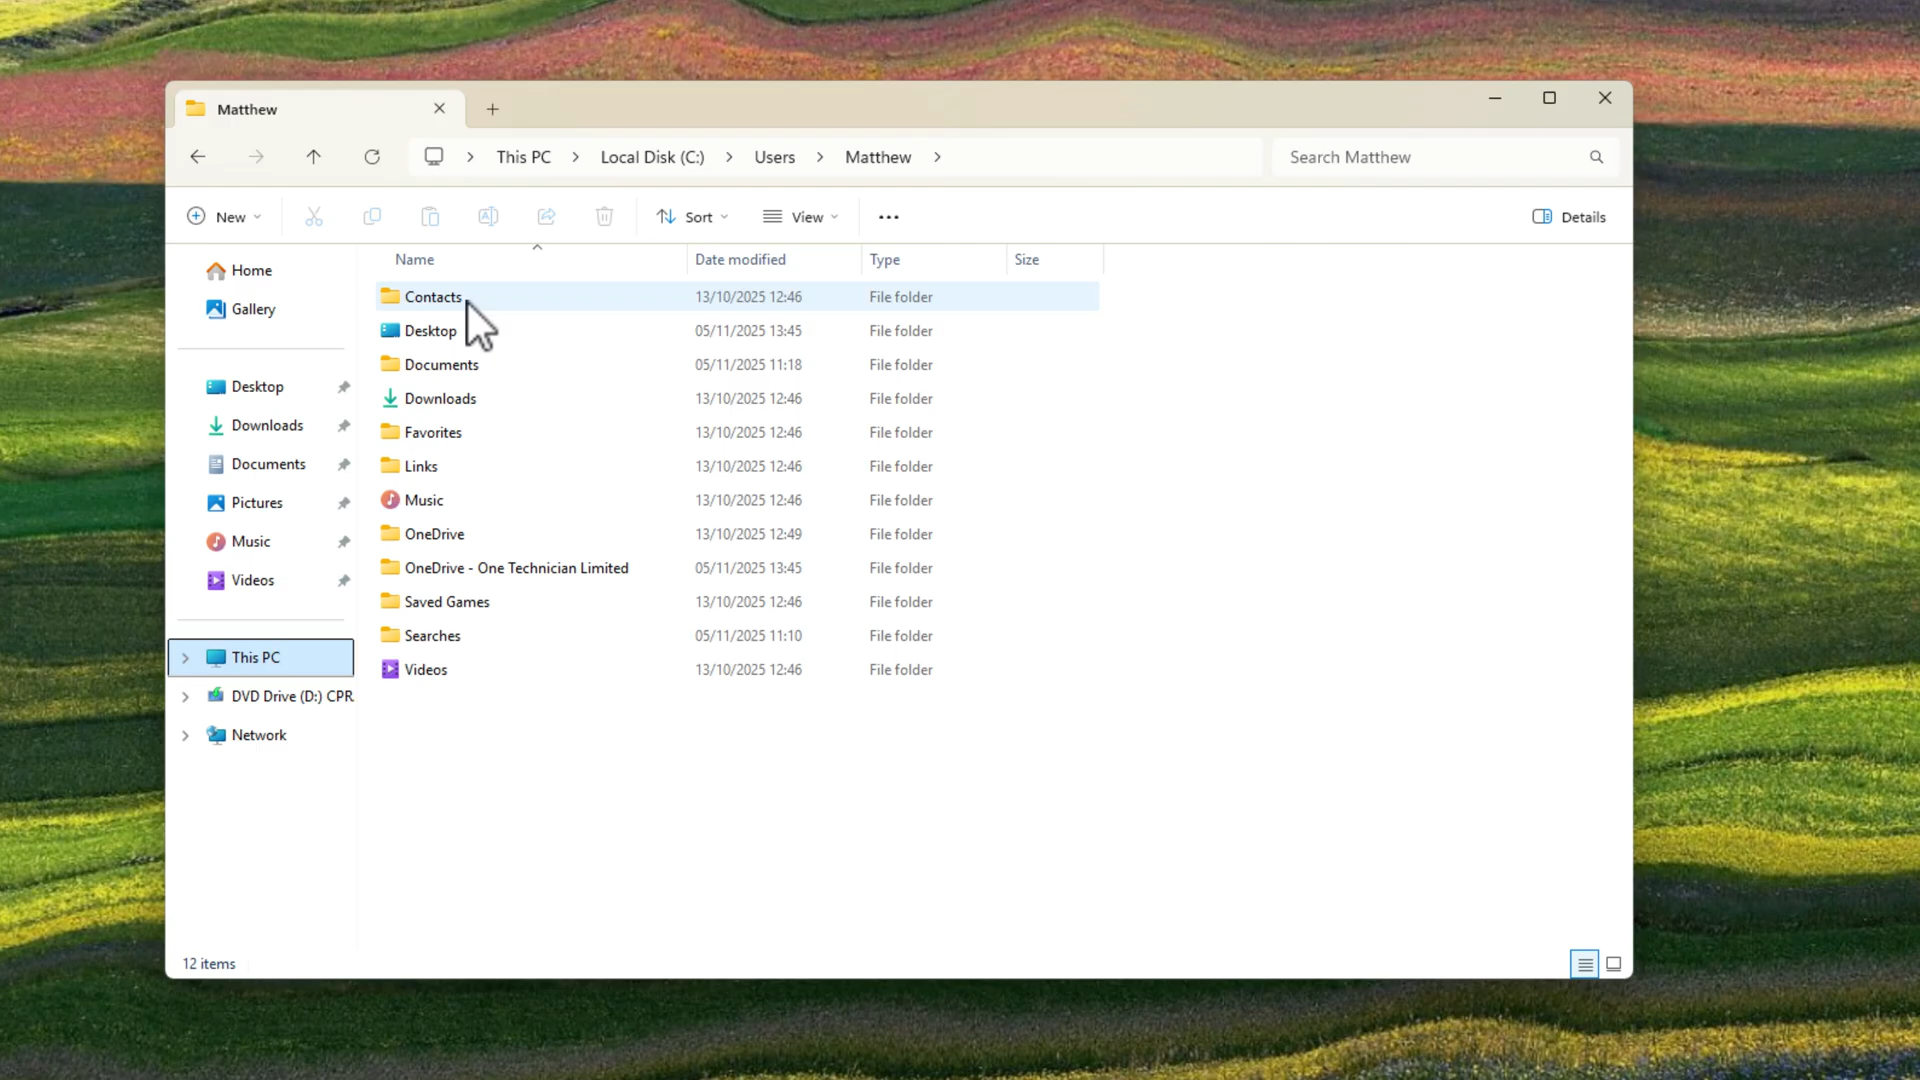 Matthew
This PC > Local Disk (C:) > Users > Matthew >
Search Matthew
New
Sort
View
Details
Home
Gallery
Desktop
Downloads
Documents
Pictures
Music
Videos
This PC
DVD Drive (D:) CPR
Network
Name Date modified Type Size
Contacts 13/10/2025 12:46 File folder
Desktop 05/11/2025 13:45 File folder
Documents 05/11/2025 11:18 File folder
Downloads 13/10/2025 12:46 File folder
Favorites 13/10/2025 12:46 File folder
Links 13/10/2025 12:46 File folder
Music 13/10/2025 12:46 File folder
OneDrive 13/10/2025 12:49 File folder
OneDrive - One Technician Limited 05/11/2025 13:45 File folder
Saved Games 13/10/2025 12:46 File folder
Searches 05/11/2025 11:10 File folder
Videos 13/10/2025 12:46 File folder
12 items